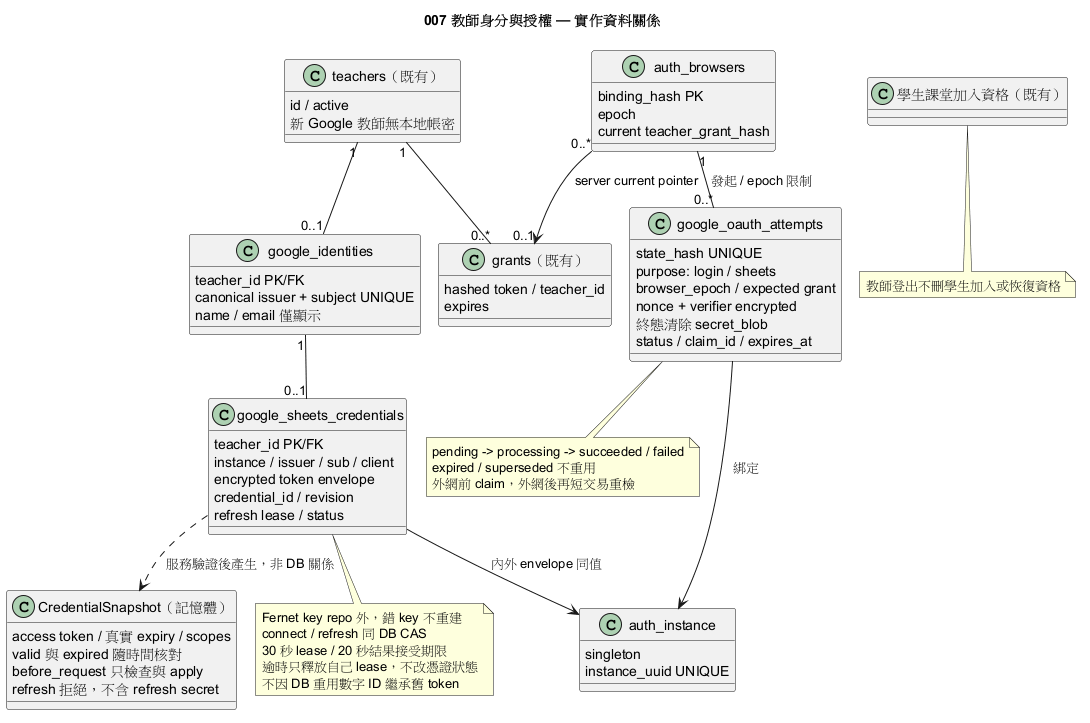 007 教師身分與授權 — 實作資料關係
C teachers（既有）
id / active
新 Google 教師無本地帳密
C auth_browsers
binding_hash PK
epoch
current teacher_grant_hash
C 學生課堂加入資格（既有）
1
1
0..*
1
server current pointer
發起 / epoch 限制
0..1
0..*
0..1
0..*
C google_identities
teacher_id PK/FK
canonical issuer + subject UNIQUE
name / email 僅顯示
C grants（既有）
hashed token / teacher_id
expires
C google_oauth_attempts
state_hash UNIQUE
purpose: login / sheets
browser_epoch / expected grant
nonce + verifier encrypted
終態清除 secret_blob
status / claim_id / expires_at
教師登出不刪學生加入或恢復資格
1
0..1
C google_sheets_credentials
teacher_id PK/FK
instance / issuer / sub / client
encrypted token envelope
credential_id / revision
refresh lease / status
pending -> processing -> succeeded / failed
expired / superseded 不重用
外網前 claim，外網後再短交易重檢
綁定
服務驗證後產生，非 DB 關係
內外 envelope 同值
C CredentialSnapshot（記憶體）
access token / 真實 expiry / scopes
valid 與 expired 隨時間核對
before_request 只檢查與 apply
refresh 拒絕，不含 refresh secret
Fernet key repo 外，錯 key 不重建
connect / refresh 同 DB CAS
30 秒 lease / 20 秒結果接受期限
逾時只釋放自己 lease，不改憑證狀態
不因 DB 重用數字 ID 繼承舊 token
C auth_instance
singleton
instance_uuid UNIQUE